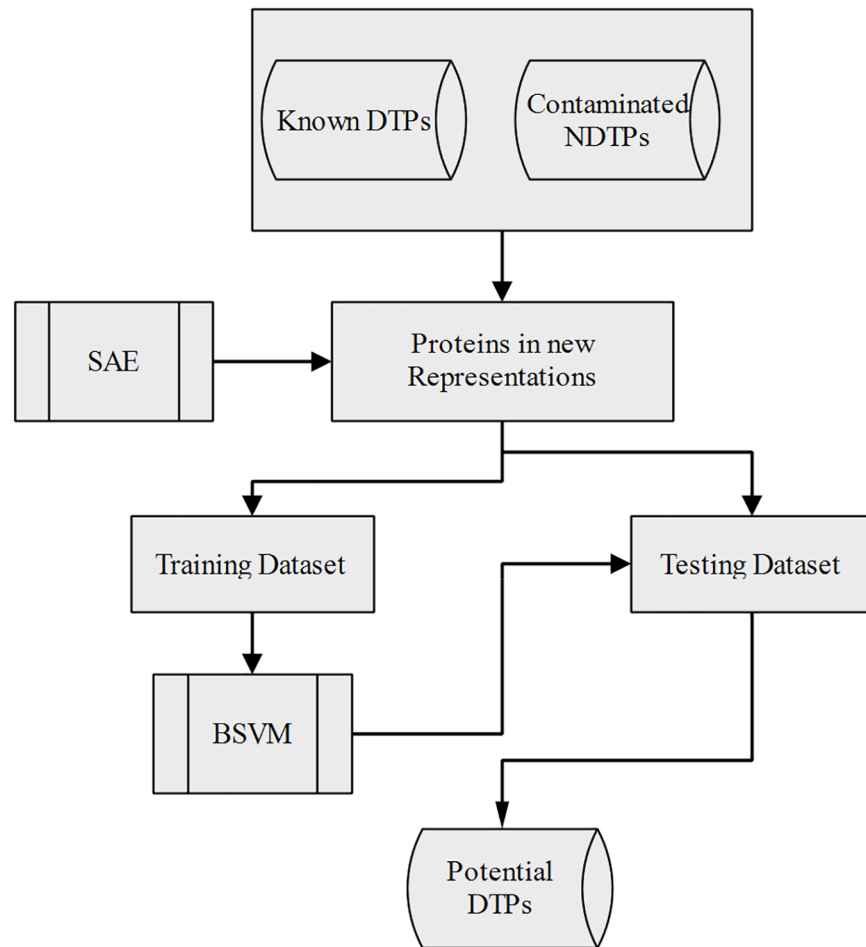 Known DTPs
Contaminated
NDTPs
SAE
Proteins in new
Representations
Training Dataset
Testing Dataset
BSVM
Potential
DTPs